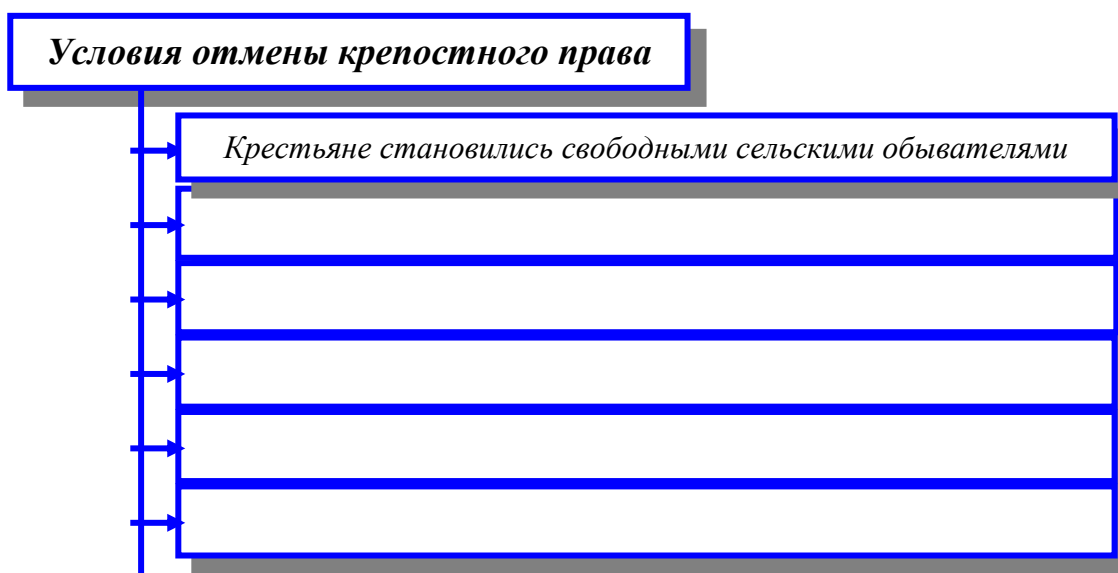 Условия отмены крепостного права
Крестьяне становились свободными сельскими обывателями